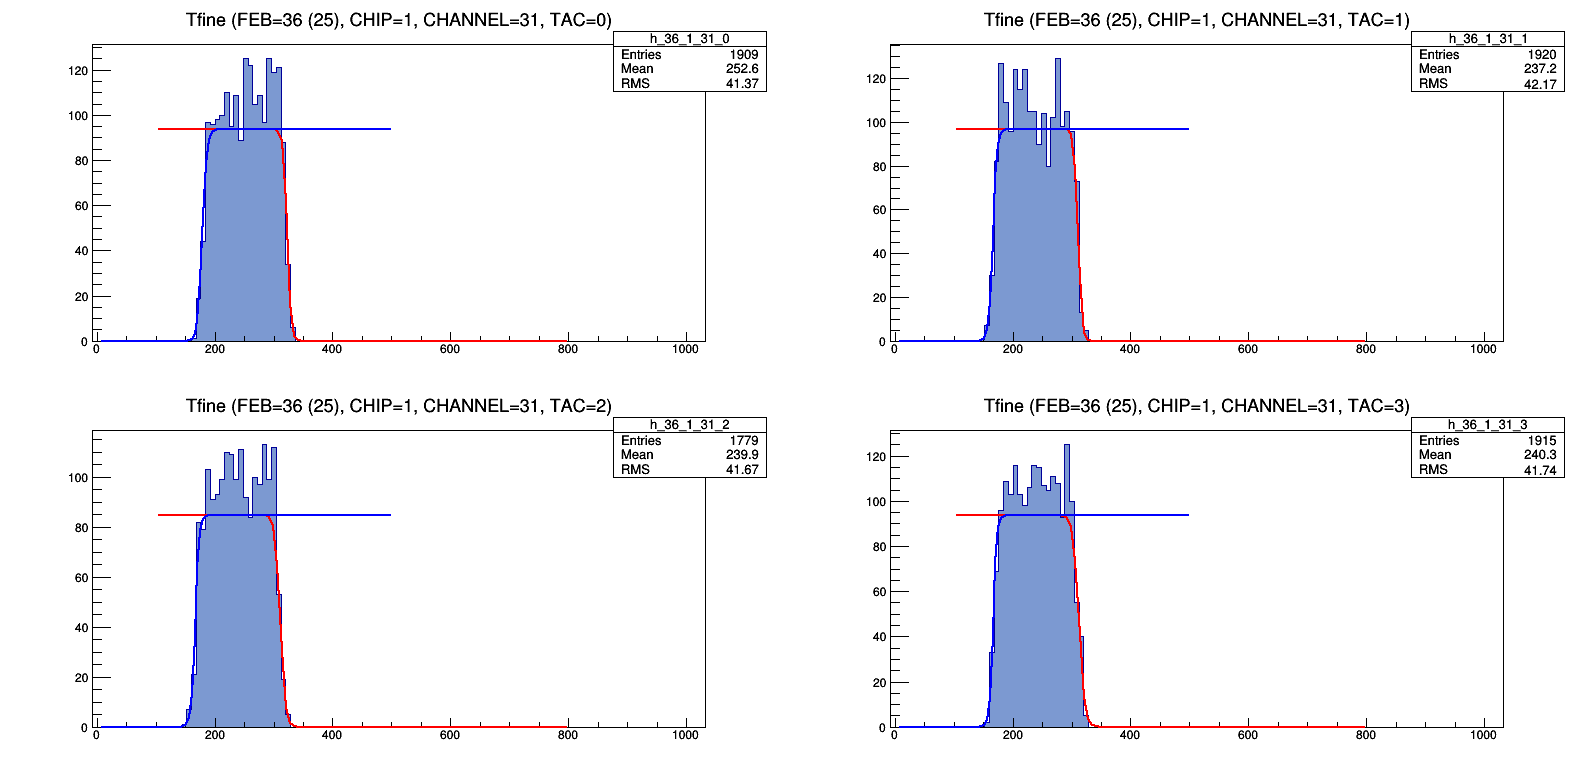 Tfine (FEB=36 (25), CHIP=1, CHANNEL=31, TAC=0)
h_36_1_31_0
Entries 1909
Mean 252.6
RMS 41.37
120
100
80
60
40
20
0
0 200 400 600 800 1000
Tfine (FEB=36 (25), CHIP=1, CHANNEL=31, TAC=1)
h_36_1_31_1
Entries 1920
Mean 237.2
RMS 42.17
120
100
80
60
40
20
0
0 200 400 600 800 1000
Tfine (FEB=36 (25), CHIP=1, CHANNEL=31, TAC=2)
h_36_1_31_2
Entries 1779
Mean 239.9
RMS 41.67
100
80
60
40
20
0
0 200 400 600 800 1000
Tfine (FEB=36 (25), CHIP=1, CHANNEL=31, TAC=3)
h_36_1_31_3
Entries 1915
Mean 240.3
RMS 41.74
120
100
80
60
40
20
0
0 200 400 600 800 1000